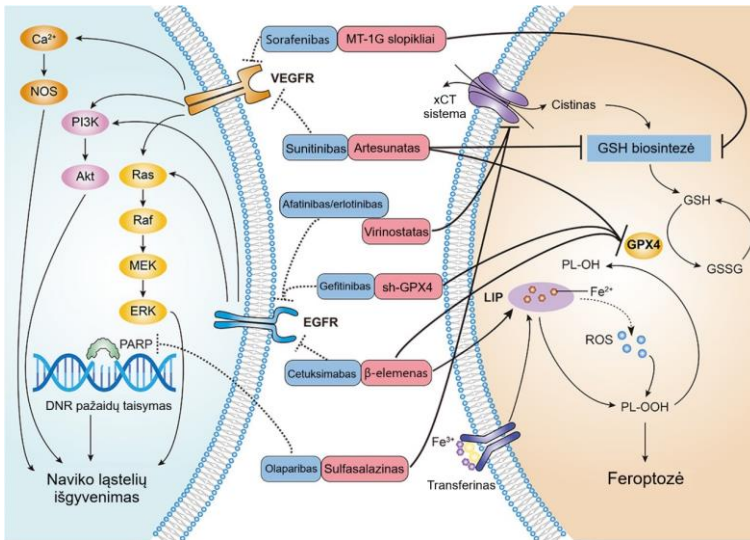 Ca²⁺
NOS
PI3K
Akt
Ras
Raf
MEK
ERK
PARP
DNR pažaidų taisymas
Naviko ląstelių
išgyvenimas
VEGFR
EGFR
Sorafenibas
MT-1G slopikliai
Sunitinibas
Artesunatas
Afatinibas/erlotinibas
Virinostatas
Gefitinibas
sh-GPX4
Cetuksimabas
β-elemenas
Olaparibas
Sulfasalazinas
xCT
sistema
Cistinas
GSH biosintezė
GSH
GSSG
GPX4
PL-OH
LIP
Fe²⁺
ROS
PL-OOH
Fe³⁺
Transferinas
Feroptozė